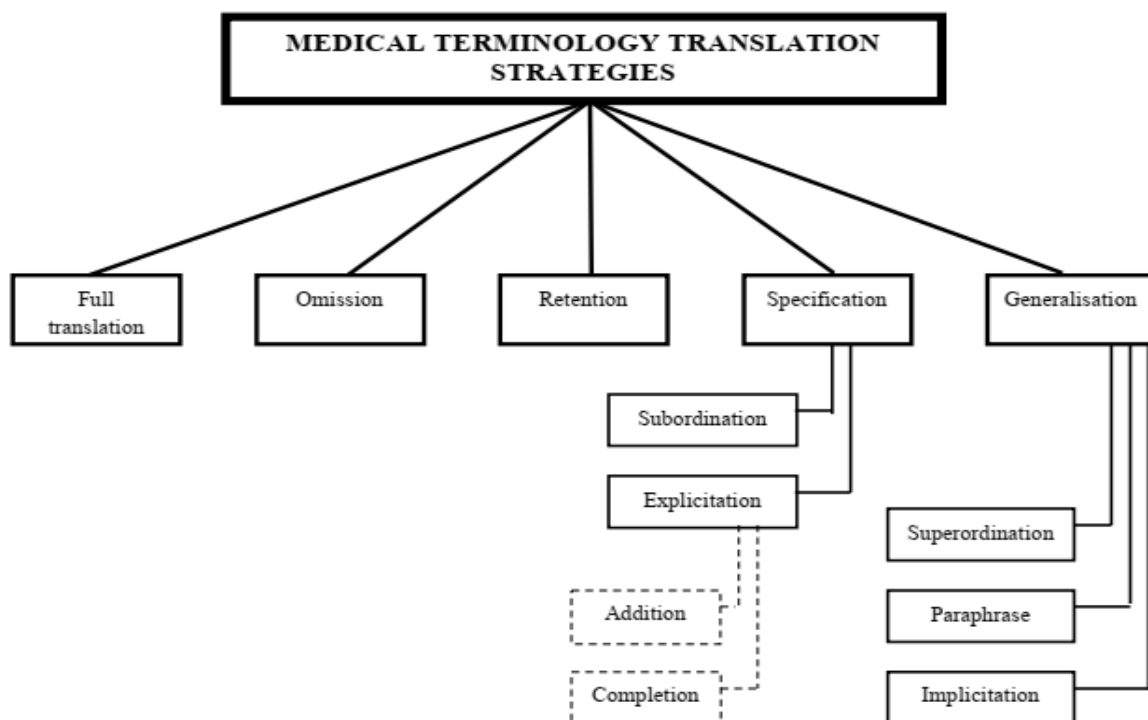 MEDICAL TERMINOLOGY TRANSLATION
STRATEGIES
Full
translation
Omission
Retention
Specification
Generalisation
Subordination
Explicitation
Superordination
Addition
Paraphrase
Completion
Implicitation